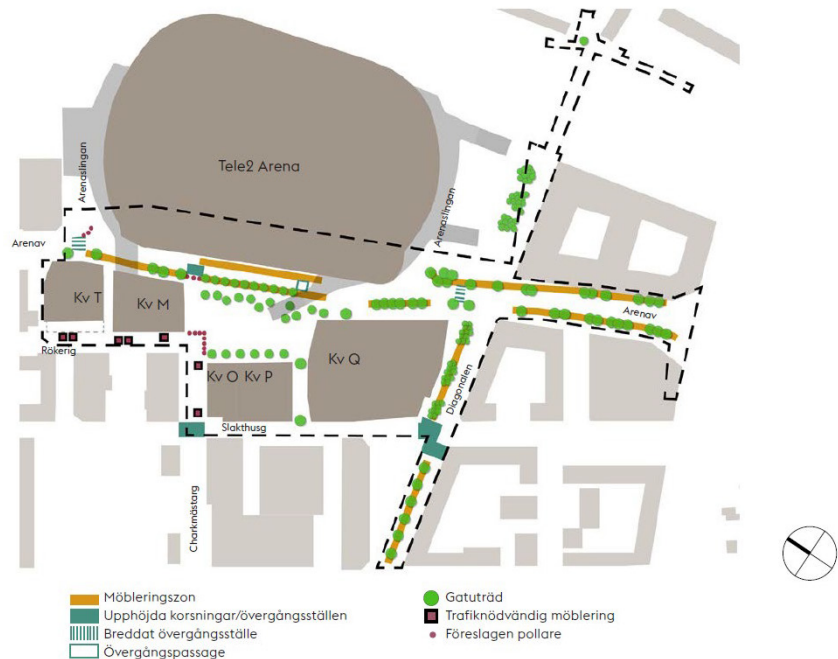 Tele2 Arena
Arenaslingan
Arenaslingan
Arenav
Kv T
Kv M
Arenav
Rökerig
Kv O Kv P
Kv Q
Diagonalen
Slakthusg
Charkmästarg
Möbleringszon
Upphöjda korsningar/övergångsställen
Breddat övergångsställe
Övergångspassage
Gatuträd
Trafiknödvändig möblering
Föreslagen pollare